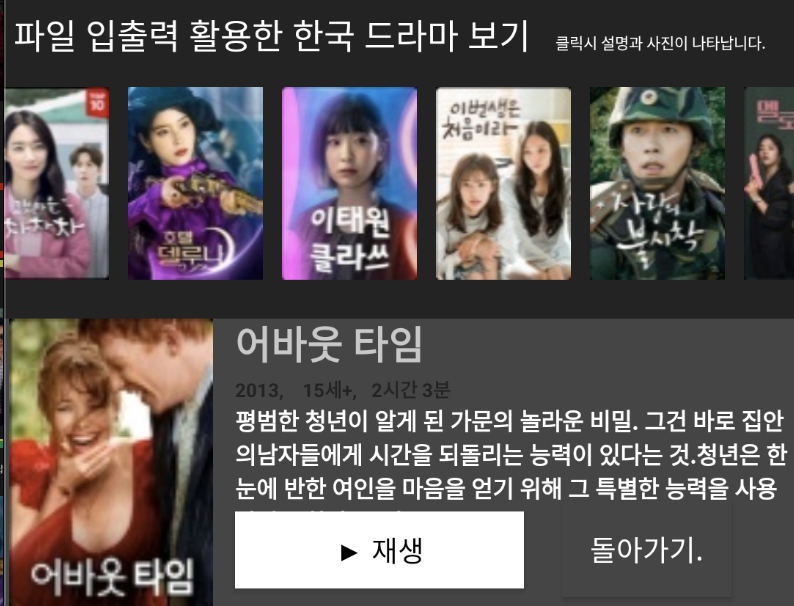 파일 입출력 활용한 한국 드라마 보기 클릭시 설명과 사진이 나타납니다.
TOP
10
차차차
호텔
델루나
이태원
클라쓰
이번생은
처음이라
사랑의
불시착
멜로
어바웃 타임
2013, 15세+, 2시간 3분
평범한 청년이 알게 된 가문의 놀라운 비밀. 그건 바로 집안
의남자들에게 시간을 되돌리는 능력이 있다는 것.청년은 한
눈에 반한 여인을 마음을 얻기 위해 그 특별한 능력을 사용
어바웃 타임
► 재생
돌아가기.